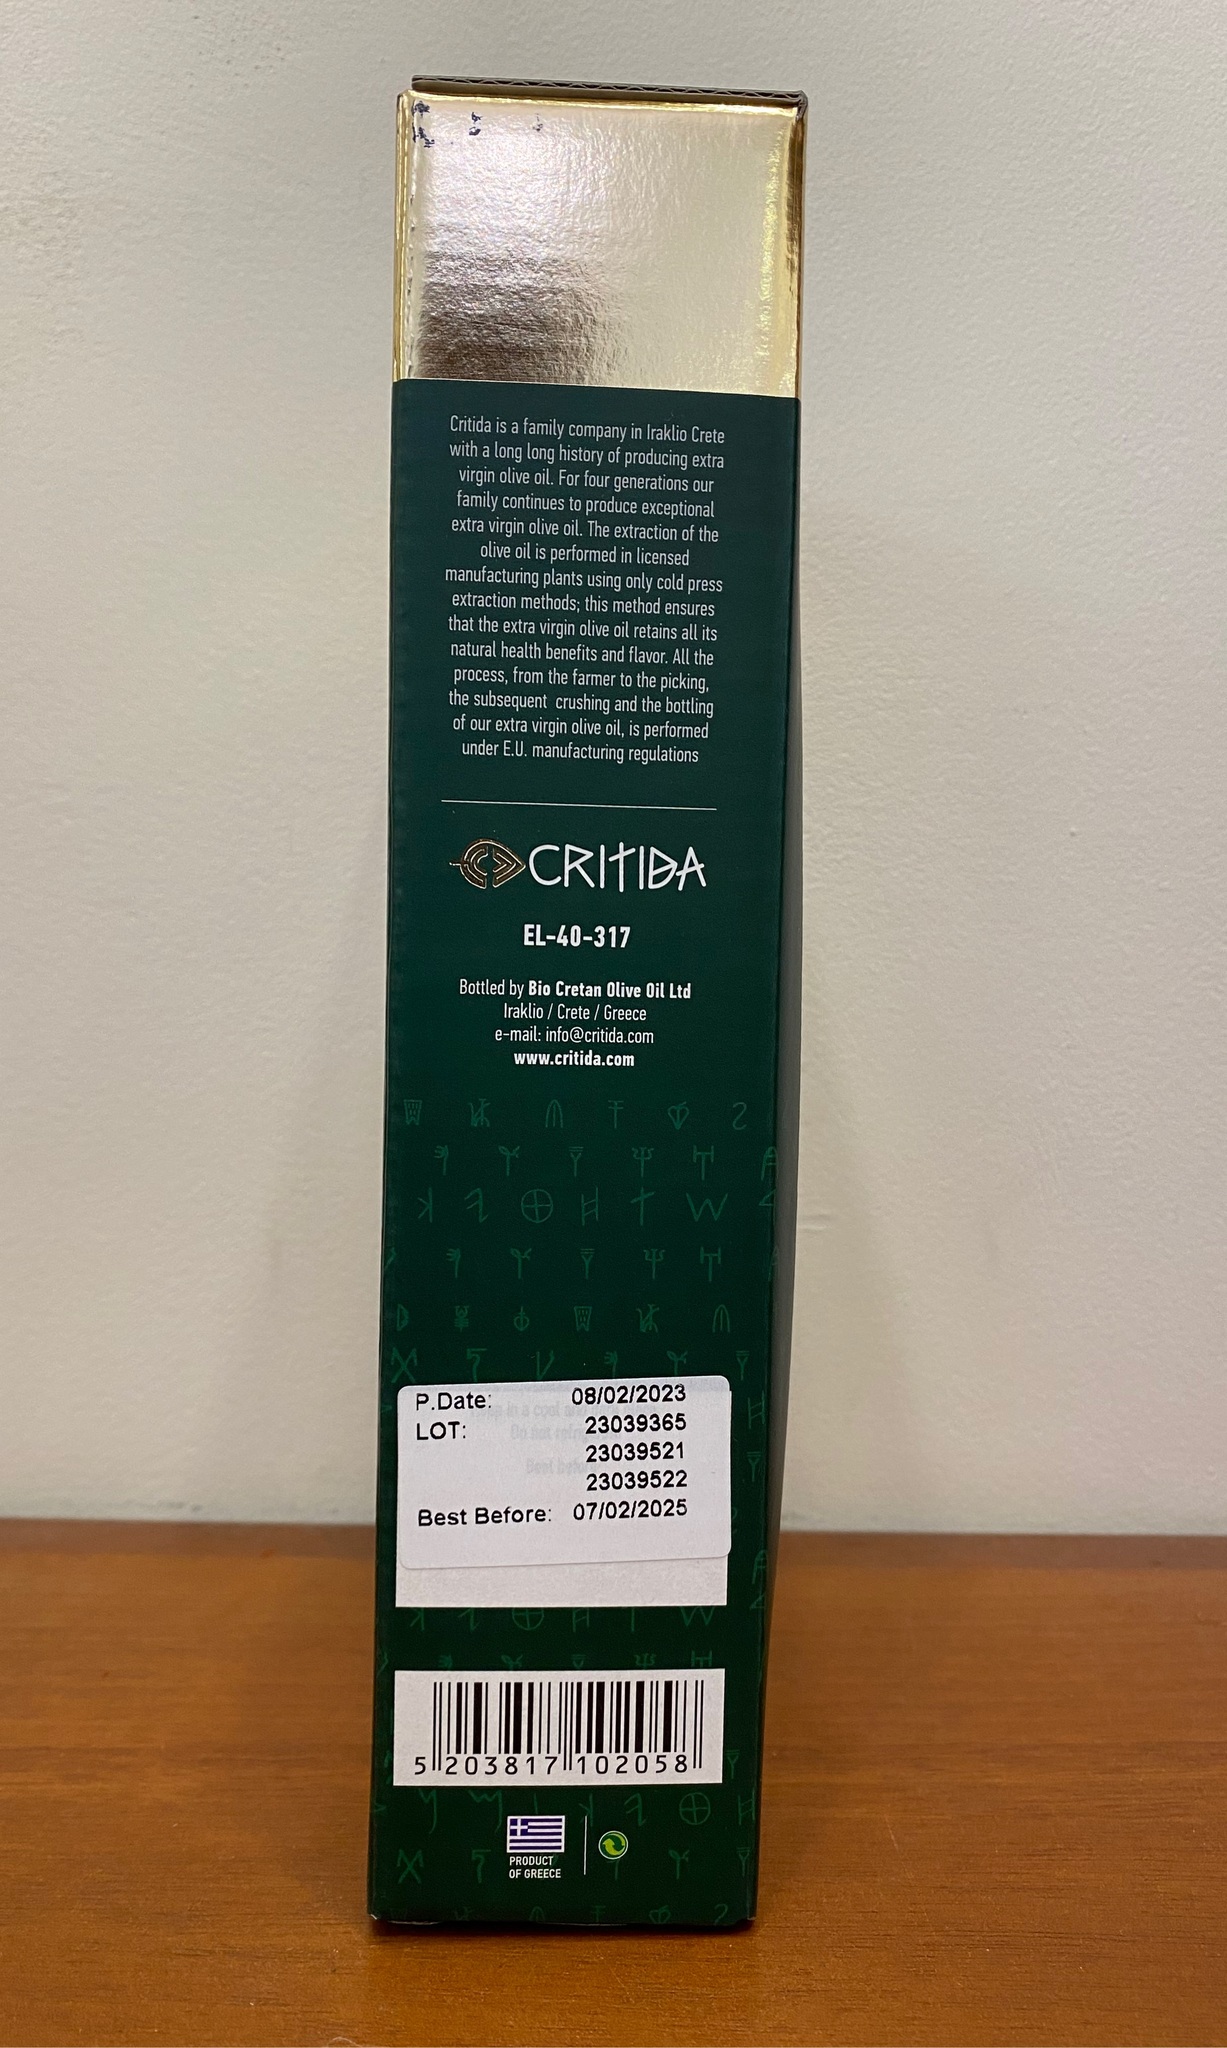 Critida is a family company in Iraklio Crete
with a long long history of producing extra
virgin olive oil. For four generations our
family continues to produce exceptional
extra virgin olive oil. The extraction of the
olive oil is performed in licensed
manufacturing plants using only cold press
extraction methods; this method ensures
that the extra virgin olive oil retains all its
natural health benefits and flavor. All the
process, from the farmer to the picking,
the subsequent crushing and the bottling
of our extra virgin olive oil, is performed
under E.U. manufacturing regulations
CRITIDA
EL-40-317
Bottled by Bio Cretan Olive Oil Ltd
Iraklio / Crete / Greece
e-mail: info@critida.com
www.critida.com
P.Date: 08/02/2023
LOT: 23039365
23039521
23039522
Best Before: 07/02/2025
5 203817 102058
PRODUCT
OF GREECE